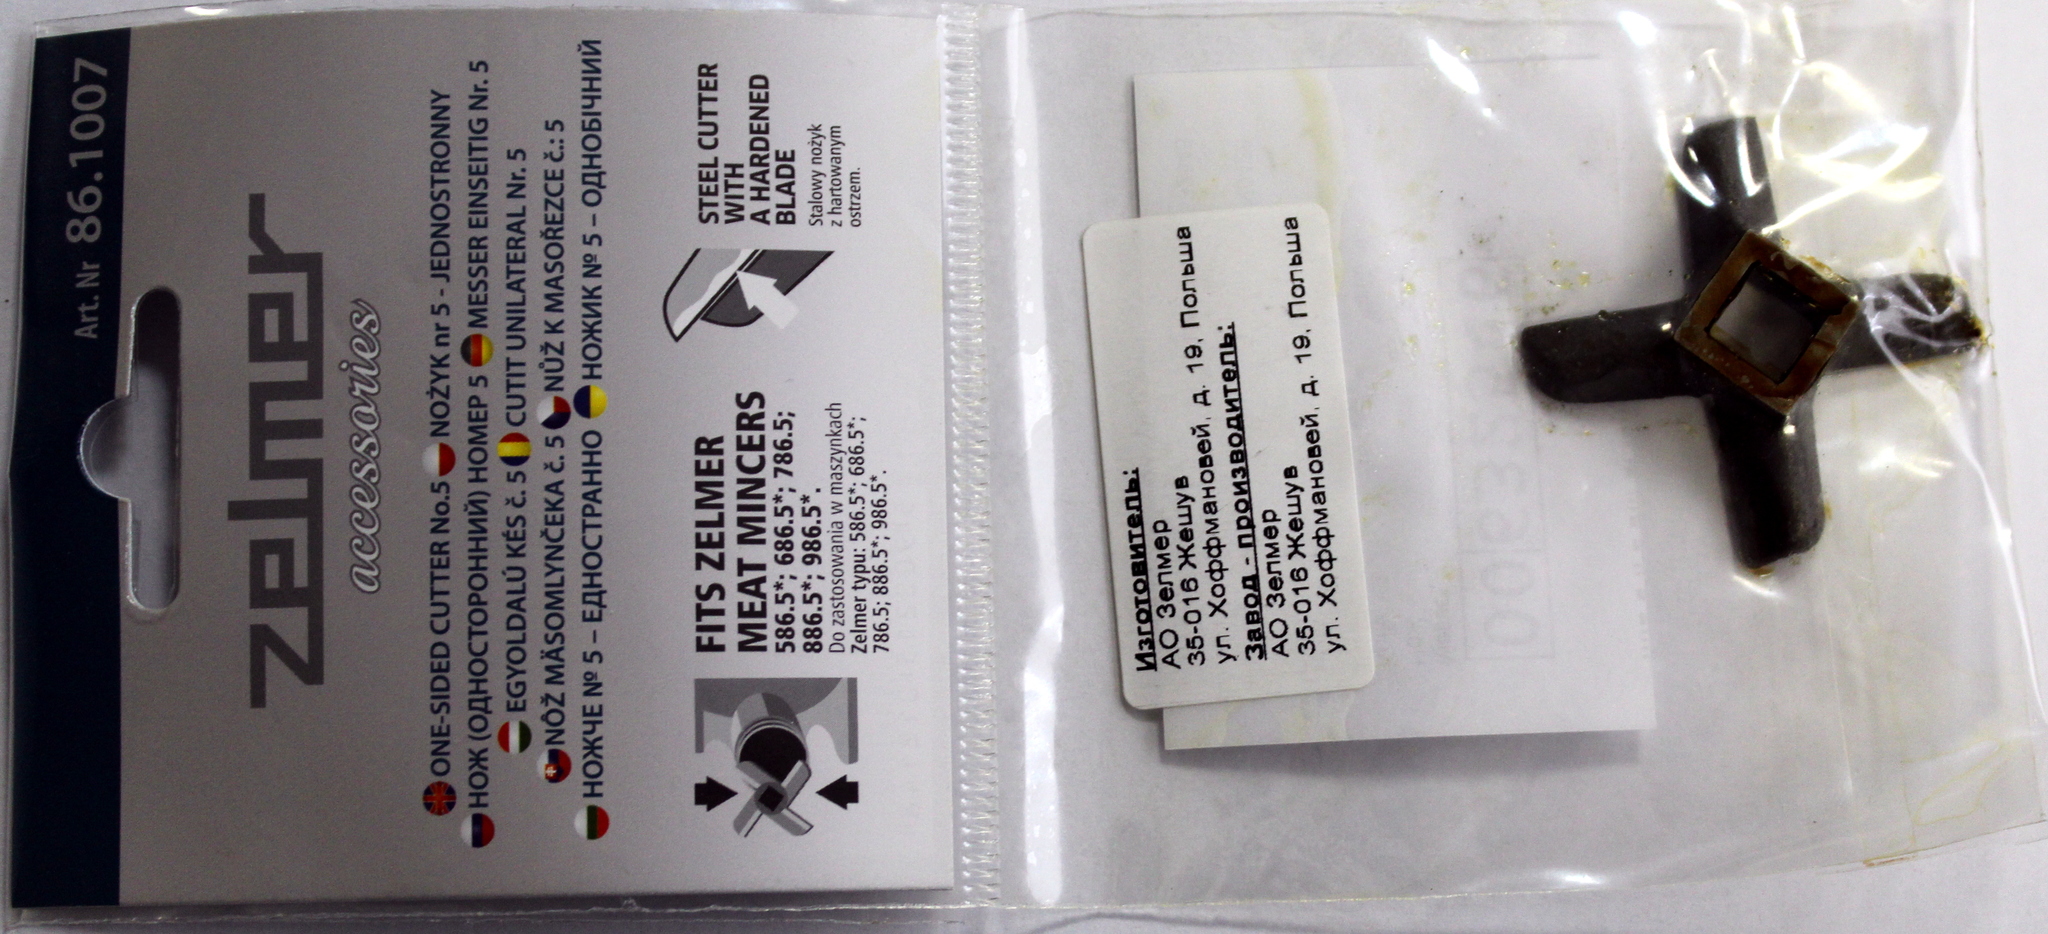 Art. Nr 86.1007
zelmer
accessories
ONE-SIDED CUTTER No.5 NOŻYK nr 5 - JEDNOSTRONNY
НОЖ (ОДНОСТОРОННИЙ) НОМЕР 5 MESSER EINSEITIG Nr. 5
EGYOLDALÚ KÉS č. 5 CUTIT UNILATERAL Nr. 5
NÔŽ MÄSOMLYNČEKA č. 5 NŮŽ K MASOŘEZCE č.: 5
НОЖЧЕ № 5 – ЕДНОСТРАННО НОЖИК № 5 – ОДНОБІЧНИЙ
FITS ZELMER
MEAT MINCERS
586.5*; 686.5*; 786.5;
886.5*; 986.5*.
Do zastosowania w maszynkach
Zelmer typu: 586.5*; 686.5*;
786.5; 886.5*; 986.5*.
STEEL CUTTER
WITH
A HARDENED
BLADE
Stalowy nożyk
z hartowanym
ostrzem.
Изготовитель:
АО Зелмер
35-016 Жешув
ул. Хоффмановей, д. 19, Польша
Завод - производитель:
АО Зелмер
35-016 Жешув
ул. Хоффмановей, д. 19, Польша